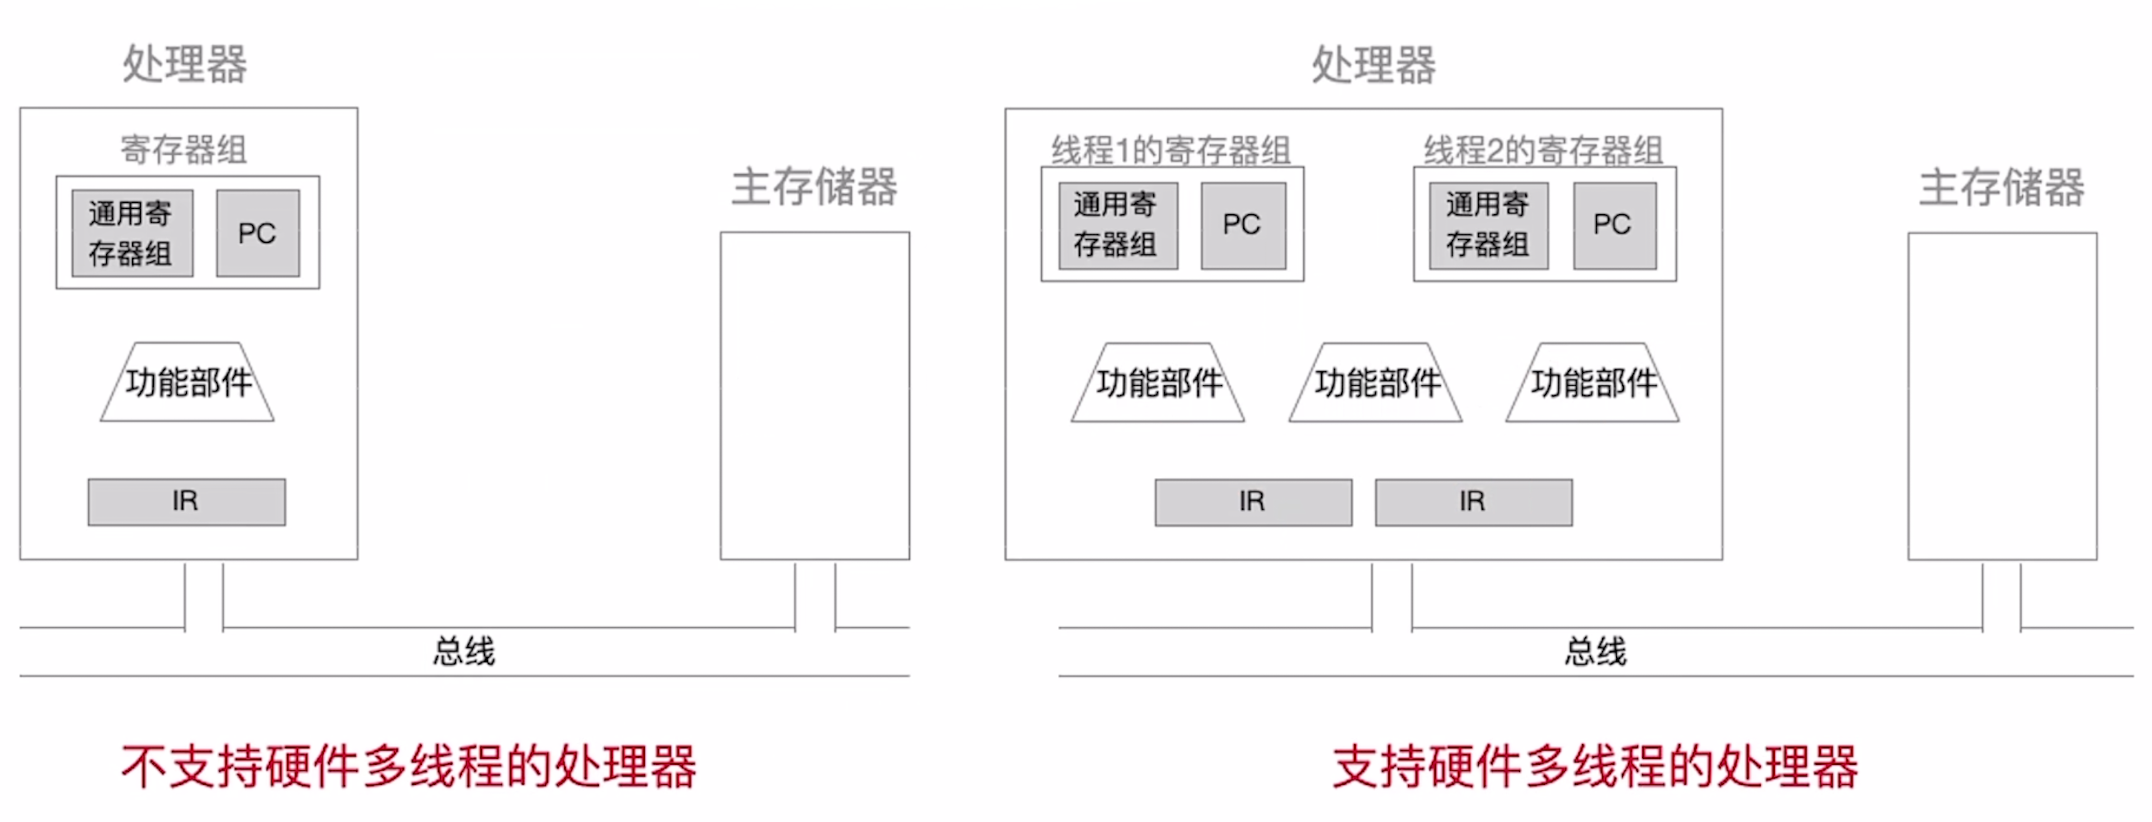 处理器
寄存器组
通用寄
存器组
PC
功能部件
IR
主存储器
总线
不支持硬件多线程的处理器
处理器
线程1的寄存器组
通用寄
存器组
PC
线程2的寄存器组
通用寄
存器组
PC
功能部件
功能部件
功能部件
IR
IR
主存储器
总线
支持硬件多线程的处理器